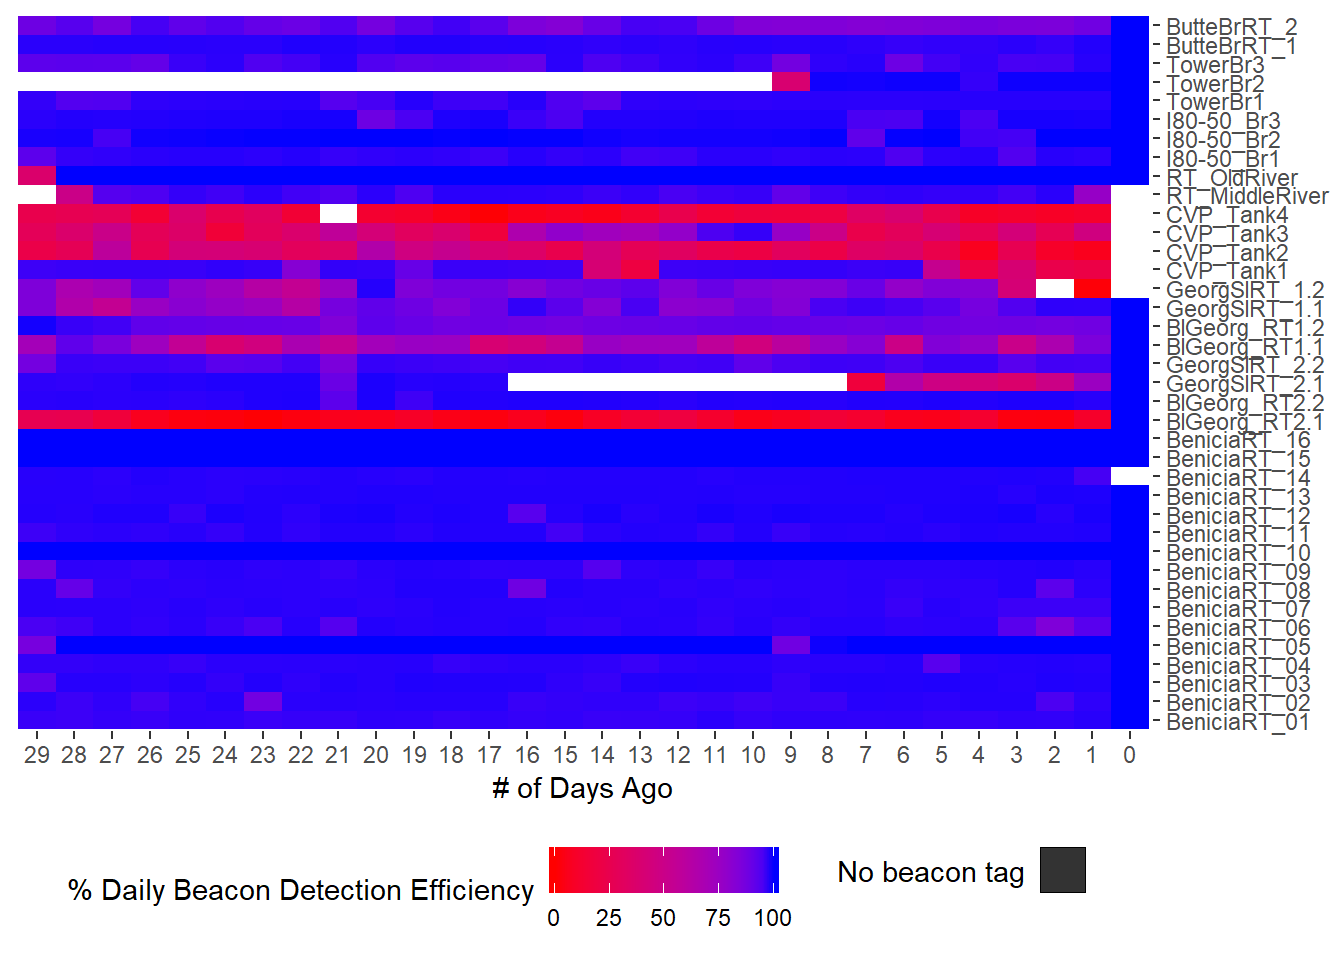 ButteBrRT_2
ButteBrRT_1
TowerBr3
TowerBr2
TowerBr1
I80-50_Br3
I80-50_Br2
I80-50_Br1
RT_OldRiver
RT_MiddleRiver
CVP_Tank4
CVP_Tank3
CVP_Tank2
CVP_Tank1
GeorgSlRT_1.2
GeorgSlRT_1.1
BlGeorg_RT1.2
BlGeorg_RT1.1
GeorgSlRT_2.2
GeorgSlRT_2.1
BlGeorg_RT2.2
BlGeorg_RT2.1
BeniciaRT_16
BeniciaRT_15
BeniciaRT_14
BeniciaRT_13
BeniciaRT_12
BeniciaRT_11
BeniciaRT_10
BeniciaRT_09
BeniciaRT_08
BeniciaRT_07
BeniciaRT_06
BeniciaRT_05
BeniciaRT_04
BeniciaRT_03
BeniciaRT_02
BeniciaRT_01
29 28 27 26 25 24 23 22 21 20 19 18 17 16 15 14 13 12 11 10 9 8 7 6 5 4 3 2 1 0
# of Days Ago
% Daily Beacon Detection Efficiency
0 25 50 75 100
No beacon tag